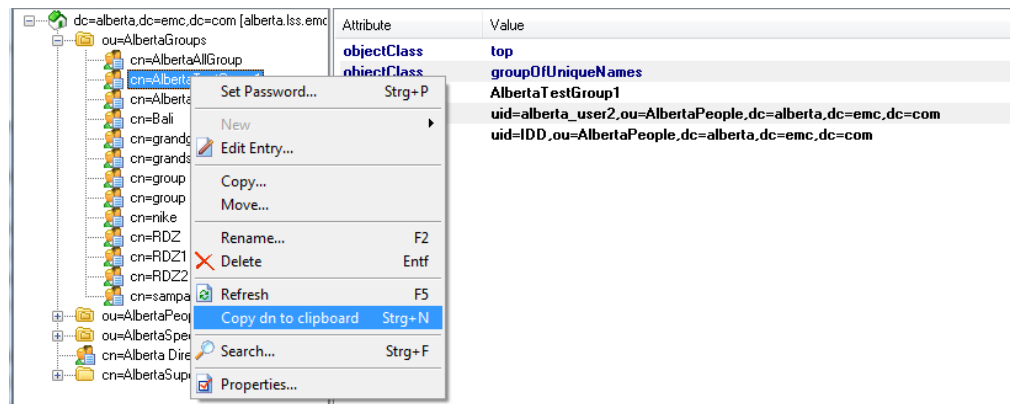 dc=alberta,dc=emc,dc=com [alberta.lss.emc
ou=AlbertaGroups
cn=AlbertaAllGroup
cn=AlbertaTestGroup1
cn=Alberta
cn=Bali
cn=grandc
cn=grands
cn=group
cn=group
cn=nike
cn=RDZ
cn=RDZ1
cn=RDZ2
cn=sampa
ou=AlbertaPeop
ou=AlbertaSpec
cn=Alberta Dire
cn=AlbertaSupe
Set Password... Strg+P
New
Edit Entry...
Copy...
Move...
Rename... F2
Delete Entf
Refresh F5
Copy dn to clipboard Strg+N
Search... Strg+F
Properties...
Attribute Value
objectClass top
objectClass groupOfUniqueNames
AlbertaTestGroup1
uid=alberta_user2,ou=AlbertaPeople,dc=alberta,dc=emc,dc=com
uid=IDD,ou=AlbertaPeople,dc=alberta,dc=emc,dc=com